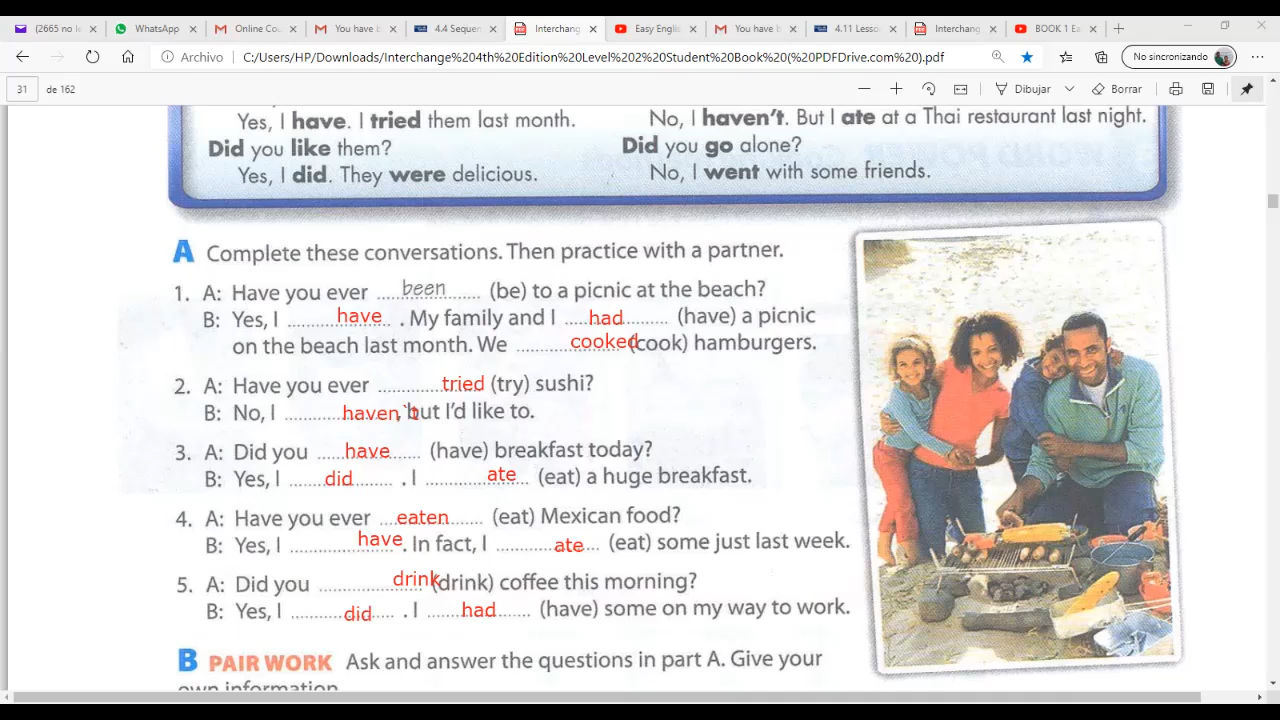 (2665 no le
WhatsApp
Online Cou
You have b
4.4 Sequen
Interchang
Easy Englis
You have b
4.11 Lesso
Interchang
BOOK 1 Ea
Archivo
C:/Users/HP/Downloads/Interchange%204th%20Edition%20Level%202%20Student%20Book%20(%20PDFDrive.com%20).pdf
No sincronizando
31 de 162
Dibujar
Borrar
Yes, I have. I tried them last month.
Did you like them?
Yes, I did. They were delicious.
No, I haven't. But I ate at a Thai restaurant last night.
Did you go alone?
No, I went with some friends.
A Complete these conversations. Then practice with a partner.
1. A: Have you ever been (be) to a picnic at the beach?
B: Yes, I have. My family and I had (have) a picnic
on the beach last month. We cooked (cook) hamburgers.
2. A: Have you ever tried (try) sushi?
B: No, I haven`t, but I'd like to.
3. A: Did you have (have) breakfast today?
B: Yes, I did. I ate (eat) a huge breakfast.
4. A: Have you ever eaten (eat) Mexican food?
B: Yes, I have. In fact, I ate (eat) some just last week.
5. A: Did you drink (drink) coffee this morning?
B: Yes, I did. I had (have) some on my way to work.
B PAIR WORK Ask and answer the questions in part A. Give your
own information.